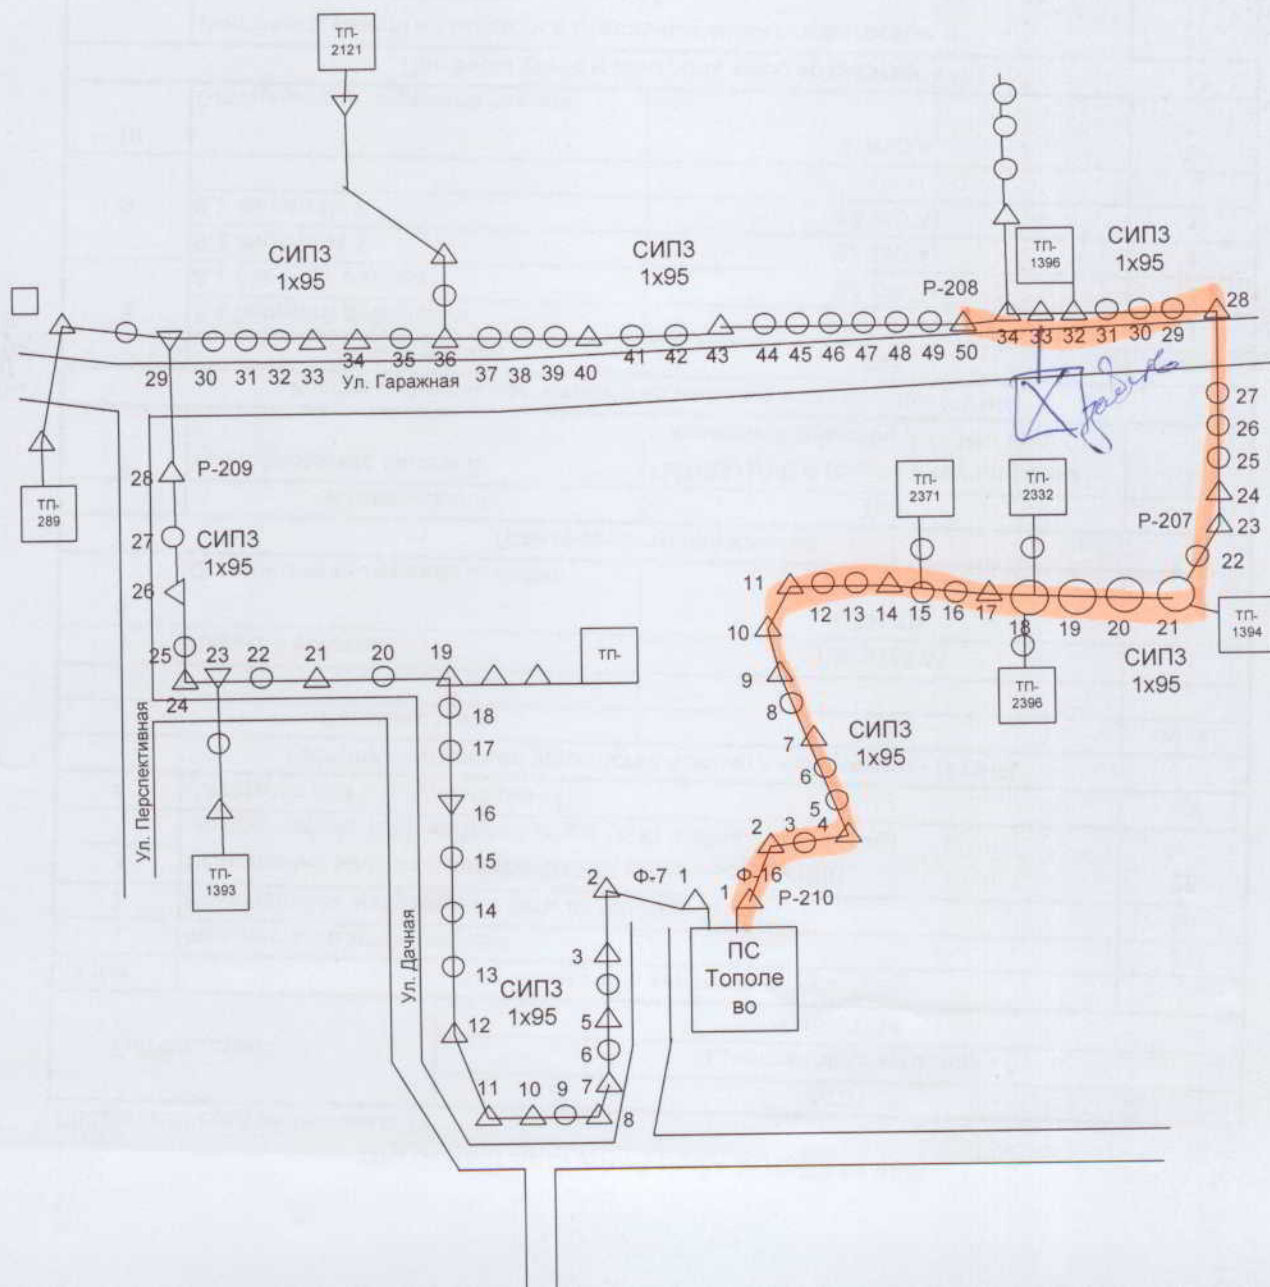 ТП-
2121
СИП3
1х95
СИП3
1х95
Р-208
ТП-
1396
СИП3
1х95
28
34 33 32 31 30 29
29 30 31 32 33 34 35 36 37 38 39 40 41 42 43 44 45 46 47 48 49 50
Ул. Гаражная
27
26
25
24
23
Р-207
22
28
Р-209
ТП-
289
27
СИП3
1х95
26
25
24
23 22 21 20 19
ТП-
ТП-
2371
ТП-
2332
11 12 13 14 15 16 17 18 19 20 21
ТП-
1394
10
9
8
7
6
5
4
3
2
1
СИП3
1х95
ТП-
2396
СИП3
1х95
Ул. Перспективная
ТП-
1393
18
17
16
15
14
13
12
Ул. Дачная
СИП3
1х95
11 10 9 8
7
6
5
3
2
Ф-7
1
Ф-16
Р-210
ПС
Тополе
во